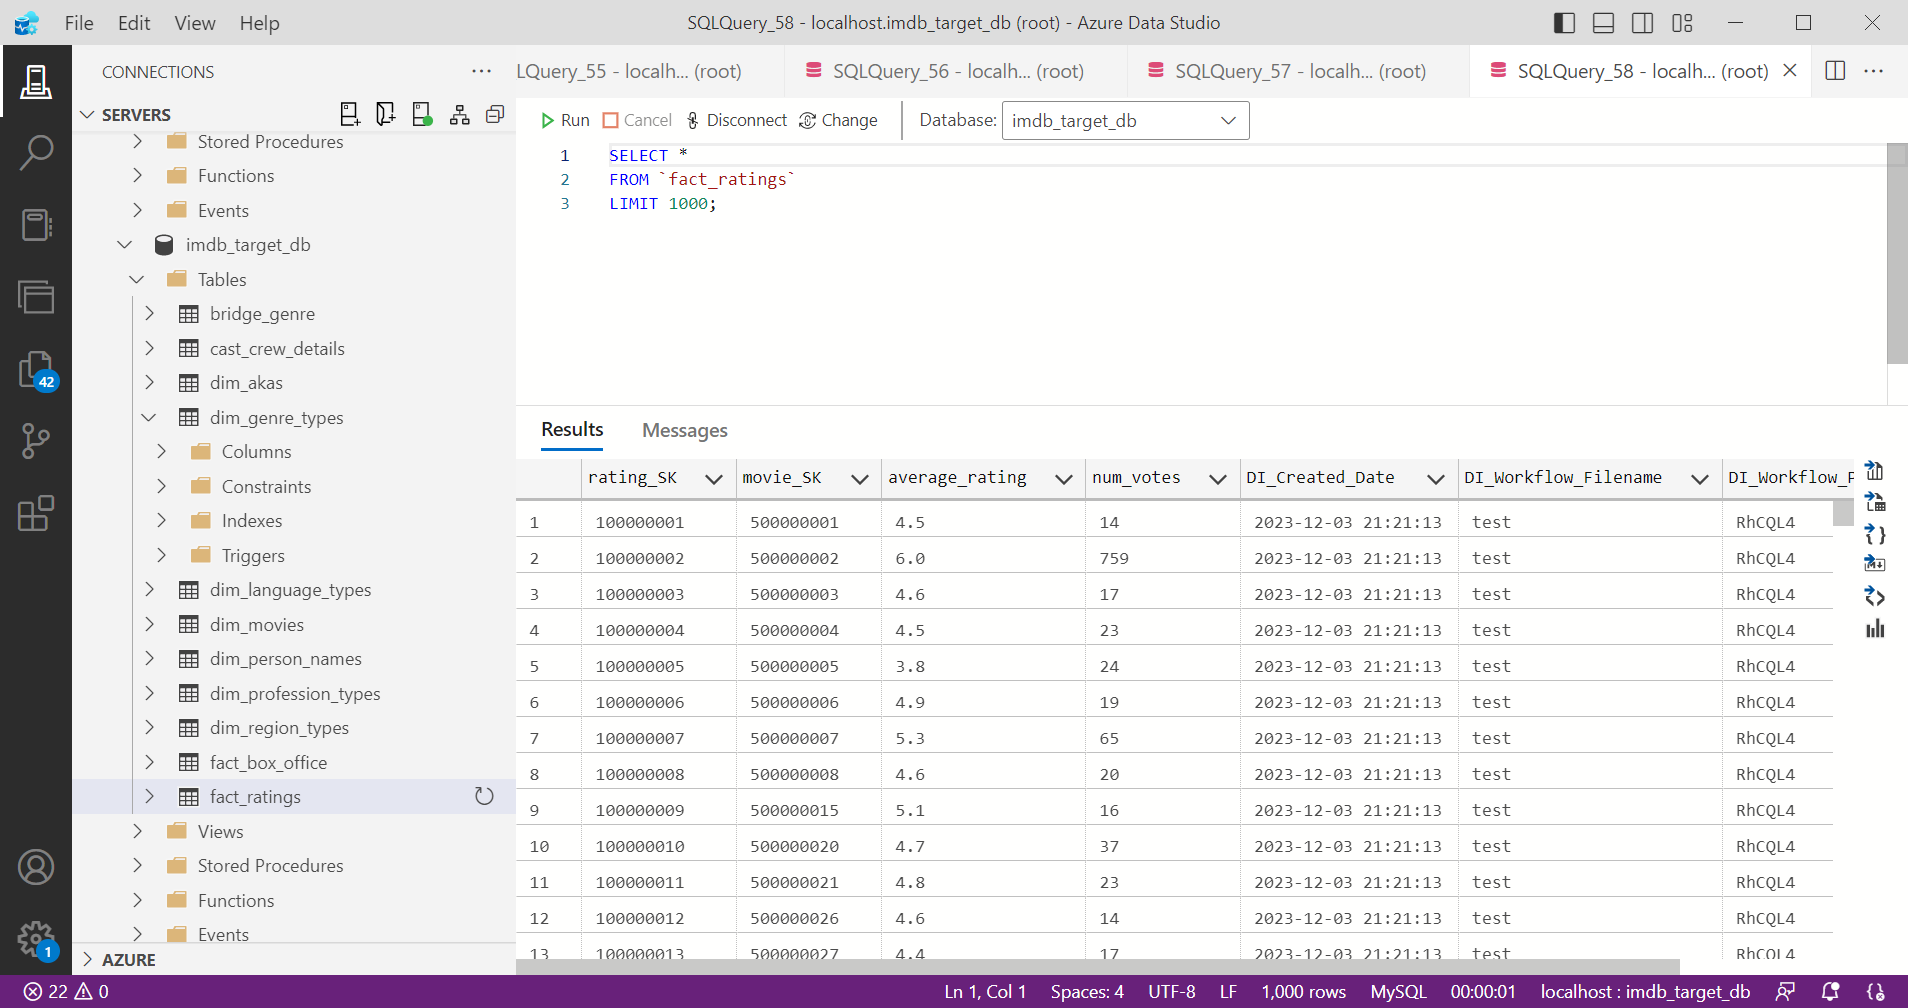 File Edit View Help
SQLQuery_58 - localhost.imdb_target_db (root) - Azure Data Studio
CONNECTIONS
SERVERS
Stored Procedures
Functions
Events
imdb_target_db
Tables
bridge_genre
cast_crew_details
dim_akas
dim_genre_types
Columns
Constraints
Indexes
Triggers
dim_language_types
dim_movies
dim_person_names
dim_profession_types
dim_region_types
fact_box_office
fact_ratings
Views
Stored Procedures
Functions
Events
AZURE
42
1
LQuery_55 - localh... (root) SQLQuery_56 - localh... (root) SQLQuery_57 - localh... (root) SQLQuery_58 - localh... (root)
Run Cancel Disconnect Change Database: imdb_target_db
1 SELECT *
2 FROM `fact_ratings`
3 LIMIT 1000;
Results Messages
rating_SK movie_SK average_rating num_votes DI_Created_Date DI_Workflow_Filename DI_Workflow_P
1 100000001 500000001 4.5 14 2023-12-03 21:21:13 test RhCQL4
2 100000002 500000002 6.0 759 2023-12-03 21:21:13 test RhCQL4
3 100000003 500000003 4.6 17 2023-12-03 21:21:13 test RhCQL4
4 100000004 500000004 4.5 23 2023-12-03 21:21:13 test RhCQL4
5 100000005 500000005 3.8 24 2023-12-03 21:21:13 test RhCQL4
6 100000006 500000006 4.9 19 2023-12-03 21:21:13 test RhCQL4
7 100000007 500000007 5.3 65 2023-12-03 21:21:13 test RhCQL4
8 100000008 500000008 4.6 20 2023-12-03 21:21:13 test RhCQL4
9 100000009 500000015 5.1 16 2023-12-03 21:21:13 test RhCQL4
10 100000010 500000020 4.7 37 2023-12-03 21:21:13 test RhCQL4
11 100000011 500000021 4.8 23 2023-12-03 21:21:13 test RhCQL4
12 100000012 500000026 4.6 14 2023-12-03 21:21:13 test RhCQL4
13 100000013 500000027 4.4 17 2023-12-03 21:21:13 test RhCQL4
22 0 Ln 1, Col 1 Spaces: 4 UTF-8 LF 1,000 rows MySQL 00:00:01 localhost : imdb_target_db